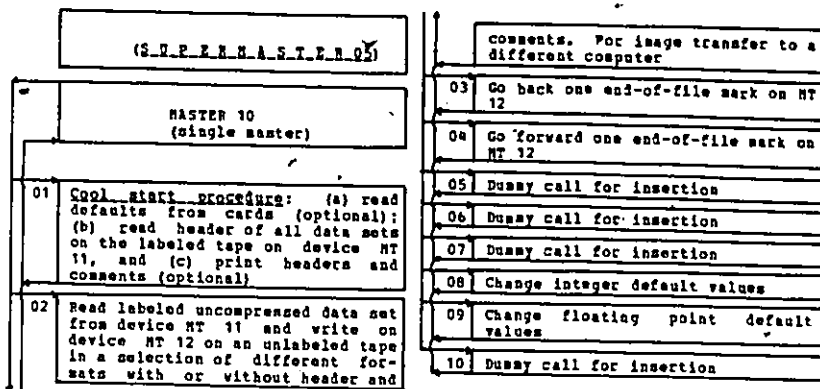 (S U P E R M A S T E R 05)
MASTER 10
(single master)
01 Cool start procedure: (a) read
defaults from cards (optional);
(b) read header of all data sets
on the labeled tape on device MT
11, and (c) print headers and
comments (optional)
02 Read labeled uncompressed data set
from device MT 11 and write on
device MT 12 on an unlabeled tape
in a selection of different for-
mats with or without header and
comments. For image transfer to a
different computer
03 Go back one end-of-file mark on MT
12
04 Go forward one end-of-file mark on
MT 12
05 Dummy call for insertion
06 Dummy call for insertion
07 Dummy call for insertion
08 Change integer default values
09 Change floating point default
values
10 Dummy call for insertion